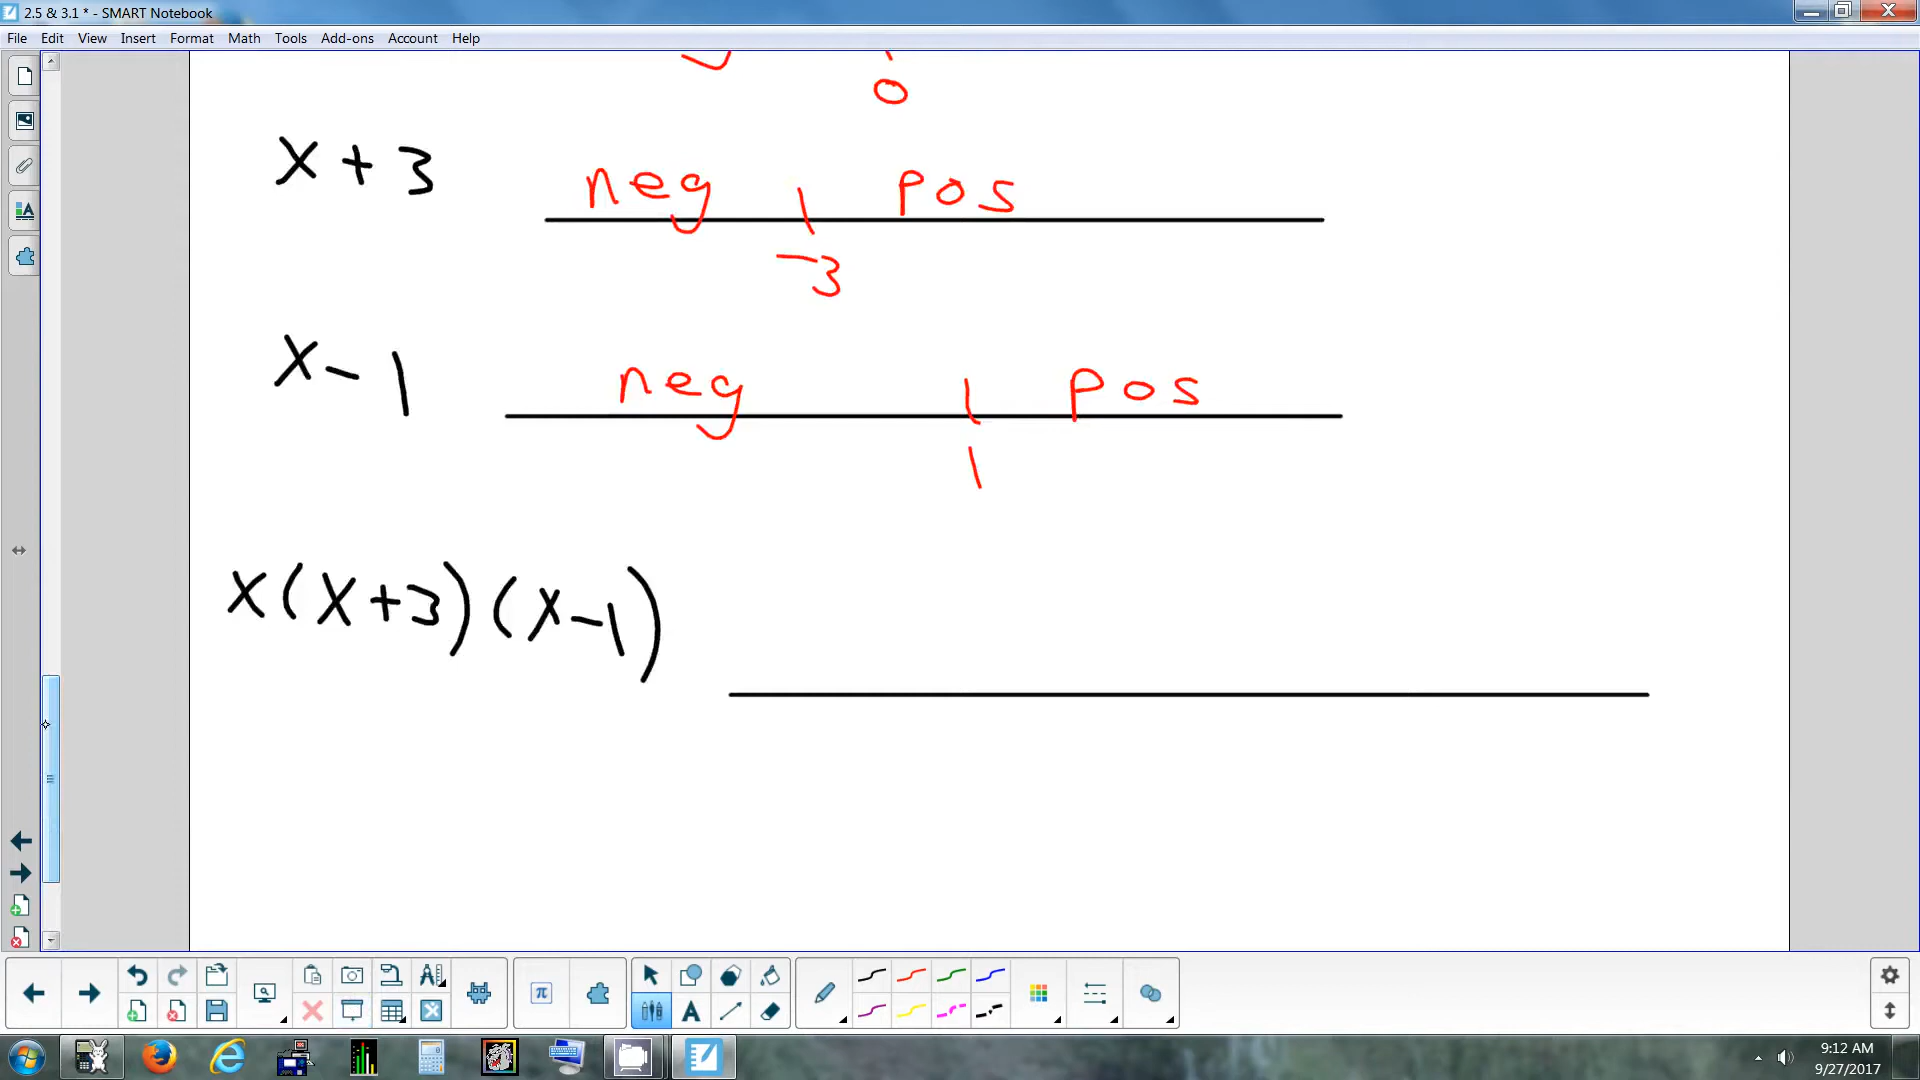 2.5 & 3.1 * - SMART Notebook
File Edit View Insert Format Math Tools Add-ons Account Help
0
x + 3
neg pos
-3
x - 1
neg pos
1
x(x+3)(x-1)
π
A
9:12 AM
9/27/2017